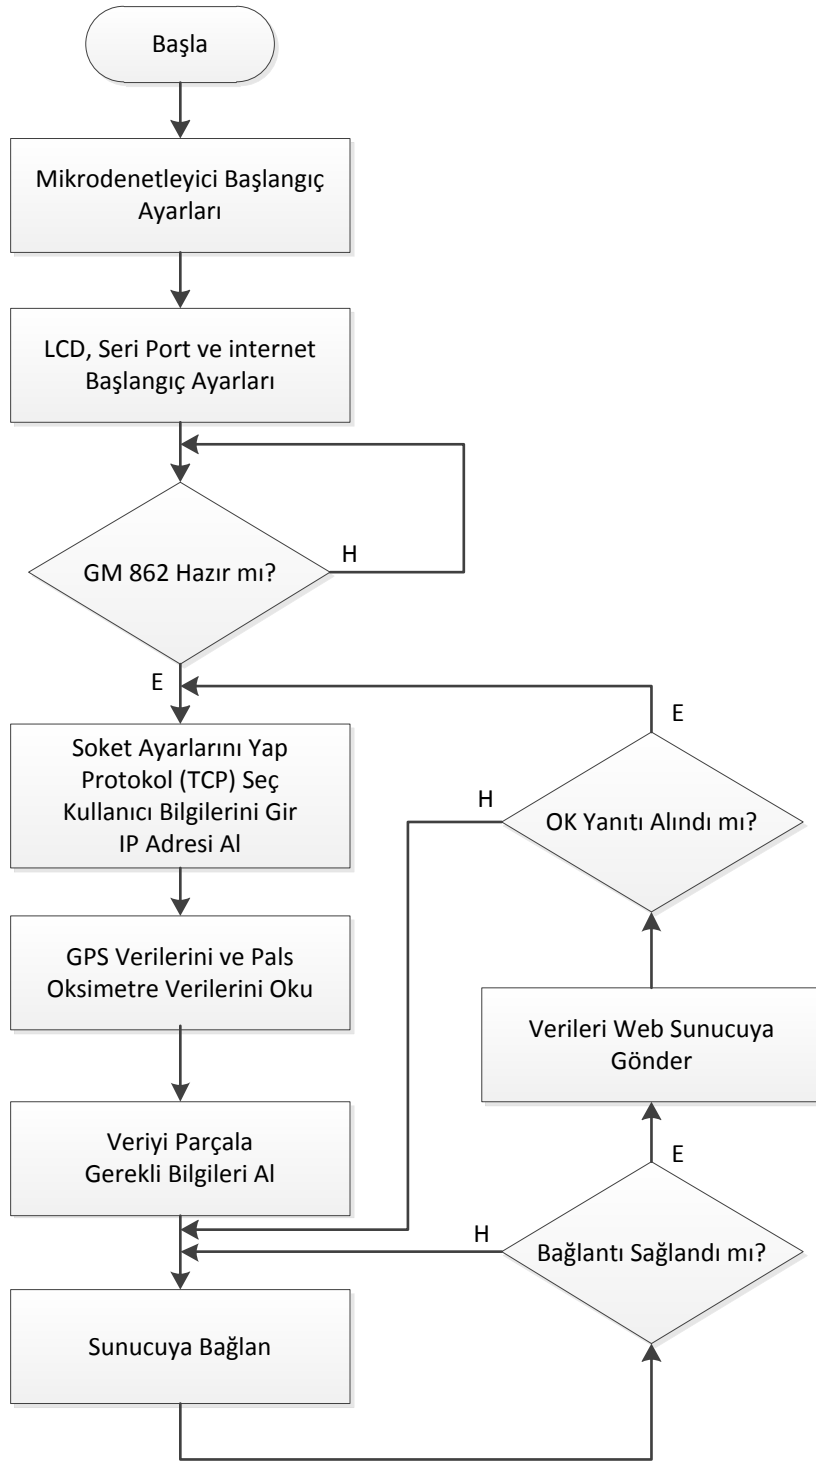 Başla
Mikrodenetleyici Başlangıç
Ayarları
LCD, Seri Port ve internet
Başlangıç Ayarları
GM 862 Hazır mı?
H
E
Soket Ayarlarını Yap
Protokol (TCP) Seç
Kullanıcı Bilgilerini Gir
IP Adresi Al
GPS Verilerini ve Pals
Oksimetre Verilerini Oku
Veriyi Parçala
Gerekli Bilgileri Al
Sunucuya Bağlan
Bağlantı Sağlandı mı?
H
E
Verileri Web Sunucuya
Gönder
OK Yanıtı Alındı mı?
H
E